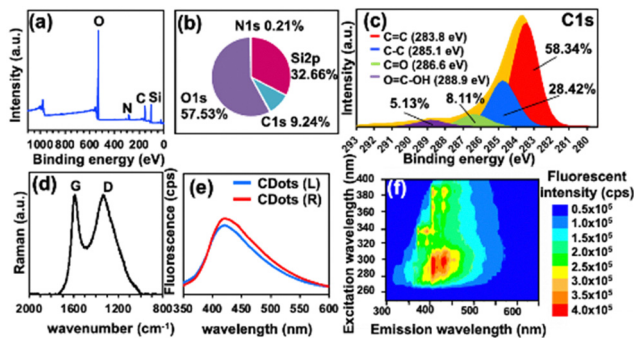 (a)
O
N
C
Si
Intensity (a.u.)
1000 800 600 400 200 0
Binding energy (eV)
(b)
N1s 0.21%
Si2p
32.66%
O1s
57.53%
C1s 9.24%
(c)
C1s
C=C (283.8 eV)
C-C (285.1 eV)
C=O (286.6 eV)
O=C-OH (288.9 eV)
58.34%
28.42%
8.11%
5.13%
Intensity (a.u.)
293 292 291 290 289 288 287 286 285 284 283 282 281 280
Binding energy (eV)
(d)
G
D
Raman (a.u.)
2000 1600 1200 800
wavenumber (cm⁻¹)
(e)
CDots (L)
CDots (R)
Fluorescence (cps)
350 400 450 500 550 600
wavelength (nm)
(f)
Excitation wavelength (nm)
400
380
360
340
320
300
280
260
300 400 500 600
Emission wavelength (nm)
Fluorescent
intensity (cps)
0.5x10⁵
1.0x10⁵
1.5x10⁵
2.0x10⁵
2.5x10⁵
3.0x10⁵
3.5x10⁵
4.0x10⁵